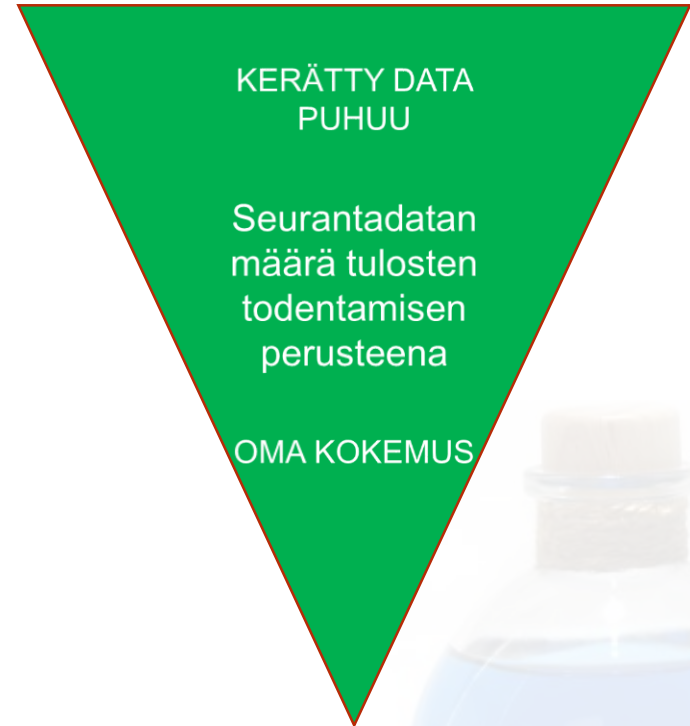 KERÄTTY DATA
PUHUU
Seurantadatan
määrä tulosten
todentamisen
perusteena
OMA KOKEMUS